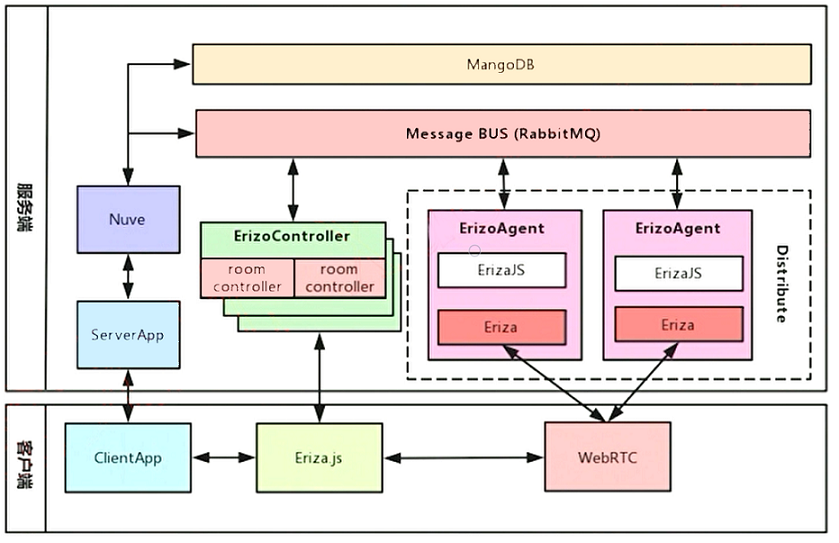 服务端
MangoDB
Message BUS (RabbitMQ)
Nuve
ServerApp
ErizoController
room controller
room controller
ErizoAgent
ErizaJS
Eriza
ErizoAgent
ErizaJS
Eriza
Distribute
客户端
ClientApp
Eriza.js
WebRTC